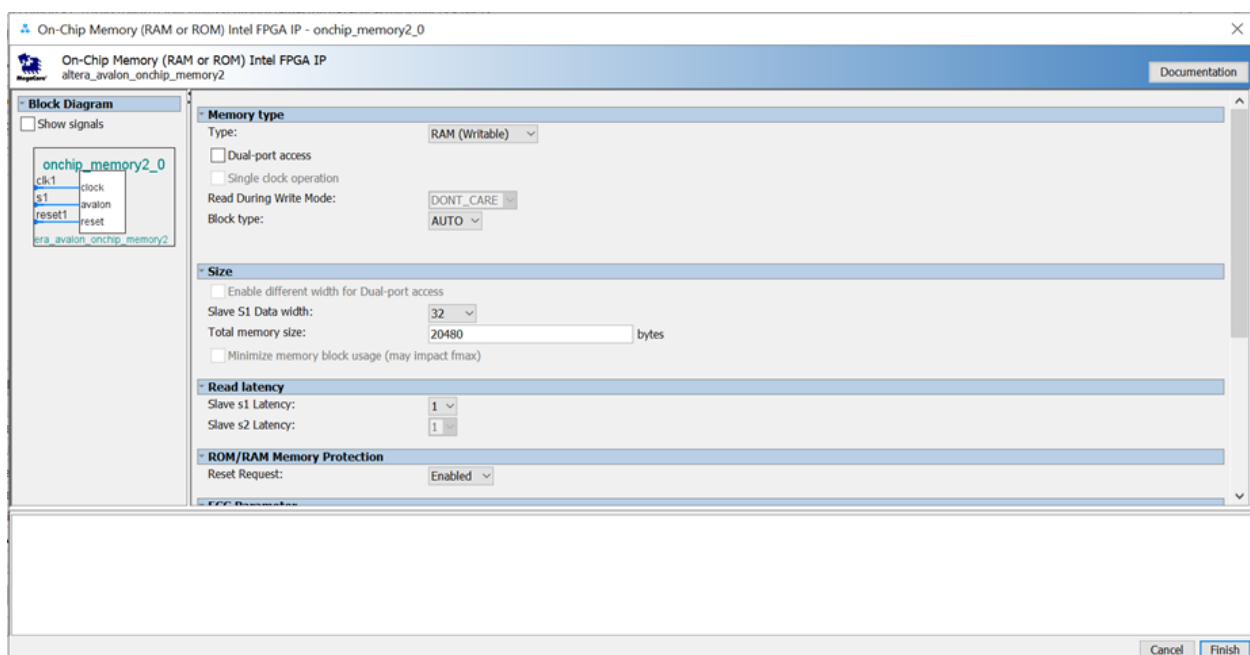 On-Chip Memory (RAM or ROM) Intel FPGA IP - onchip_memory2_0
On-Chip Memory (RAM or ROM) Intel FPGA IP
altera_avalon_onchip_memory2
MegaCore
Documentation
Block Diagram
Show signals
onchip_memory2_0
clk1
clock
s1
avalon
reset1
reset
era_avalon_onchip_memory2
Memory type
Type: RAM (Writable)
Dual-port access
Single clock operation
Read During Write Mode: DONT_CARE
Block type: AUTO
Size
Enable different width for Dual-port access
Slave S1 Data width: 32
Total memory size: 20480 bytes
Minimize memory block usage (may impact fmax)
Read latency
Slave s1 Latency: 1
Slave s2 Latency: 1
ROM/RAM Memory Protection
Reset Request: Enabled
ECC Parameter
Cancel Finish